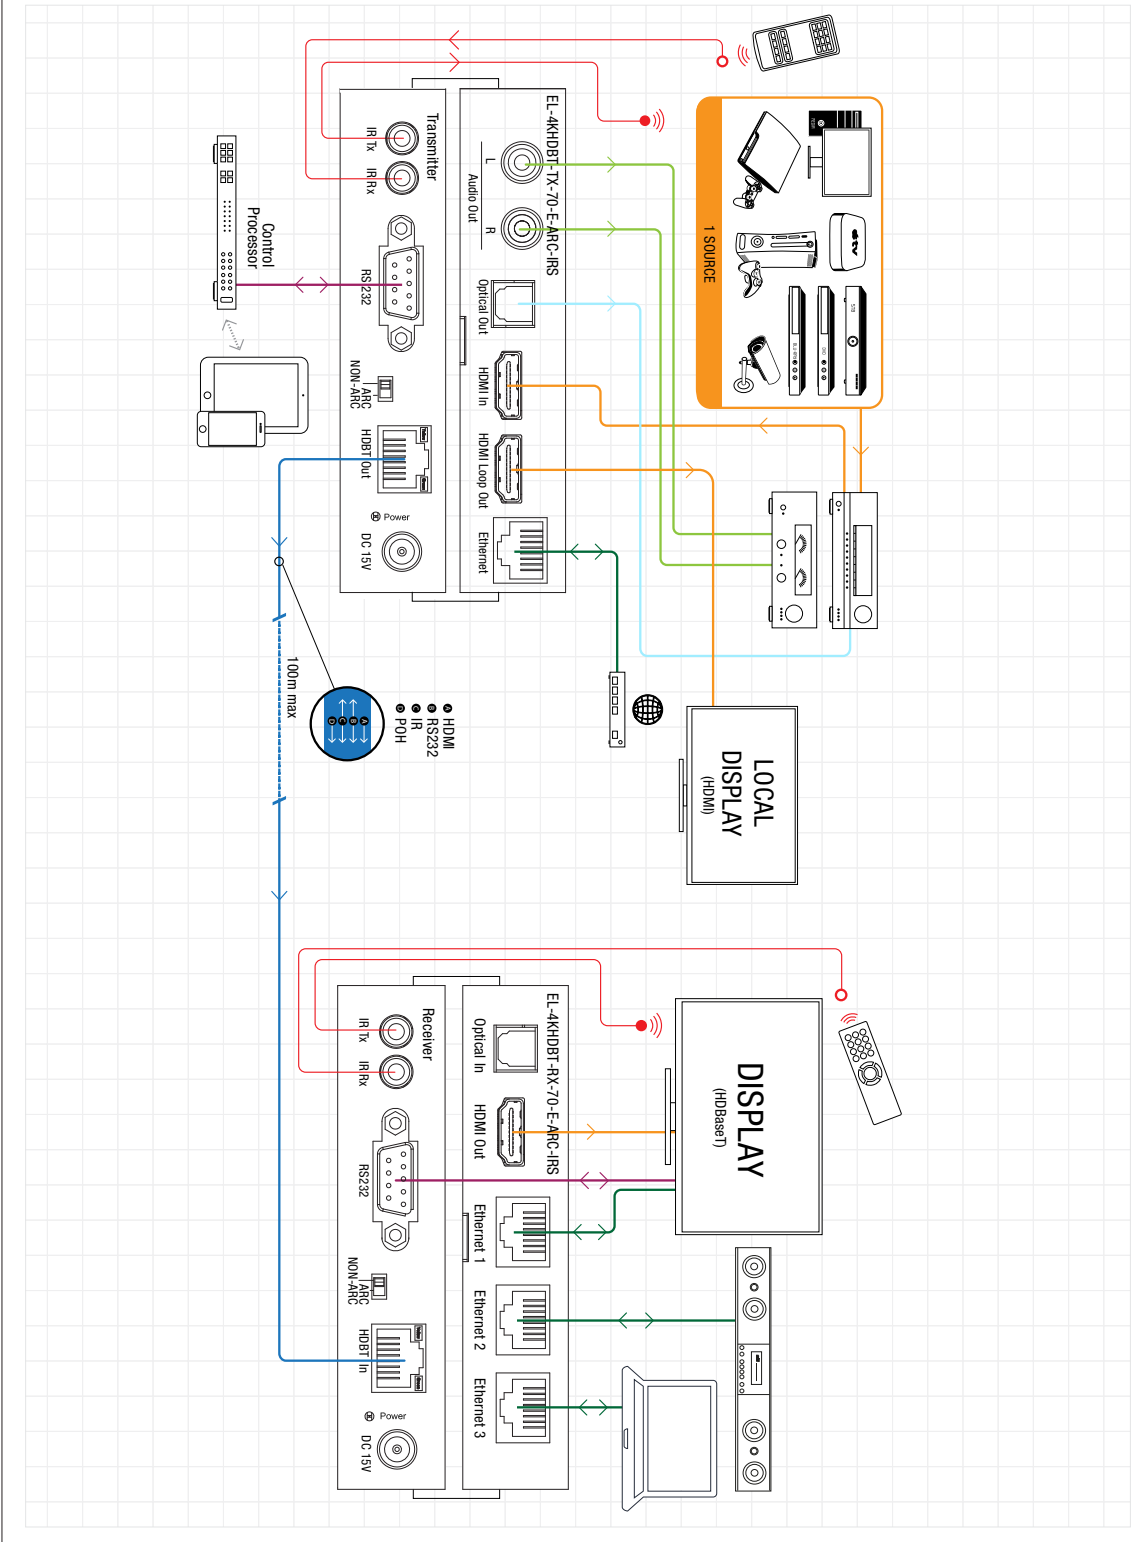 1 SOURCE
dtv
EL-4KHDBT-TX-70-E-ARC-IRS
L
R
Audio Out
Optical Out
HDMI In
HDMI Loop Out
Ethernet
Transmitter
IR Tx
IR Rx
RS232
ARC
NON-ARC
HDBT Out
Power
DC 15V
Control
Processor
LOCAL
DISPLAY
(HDMI)
A HDMI
B RS232
C IR
D POH
A
B
C
D
100m max
DISPLAY
(HDBaseT)
EL-4KHDBT-RX-70-E-ARC-IRS
Optical In
HDMI Out
Ethernet 1
Ethernet 2
Ethernet 3
Receiver
IR Tx
IR Rx
RS232
ARC
NON-ARC
HDBT In
Power
DC 15V